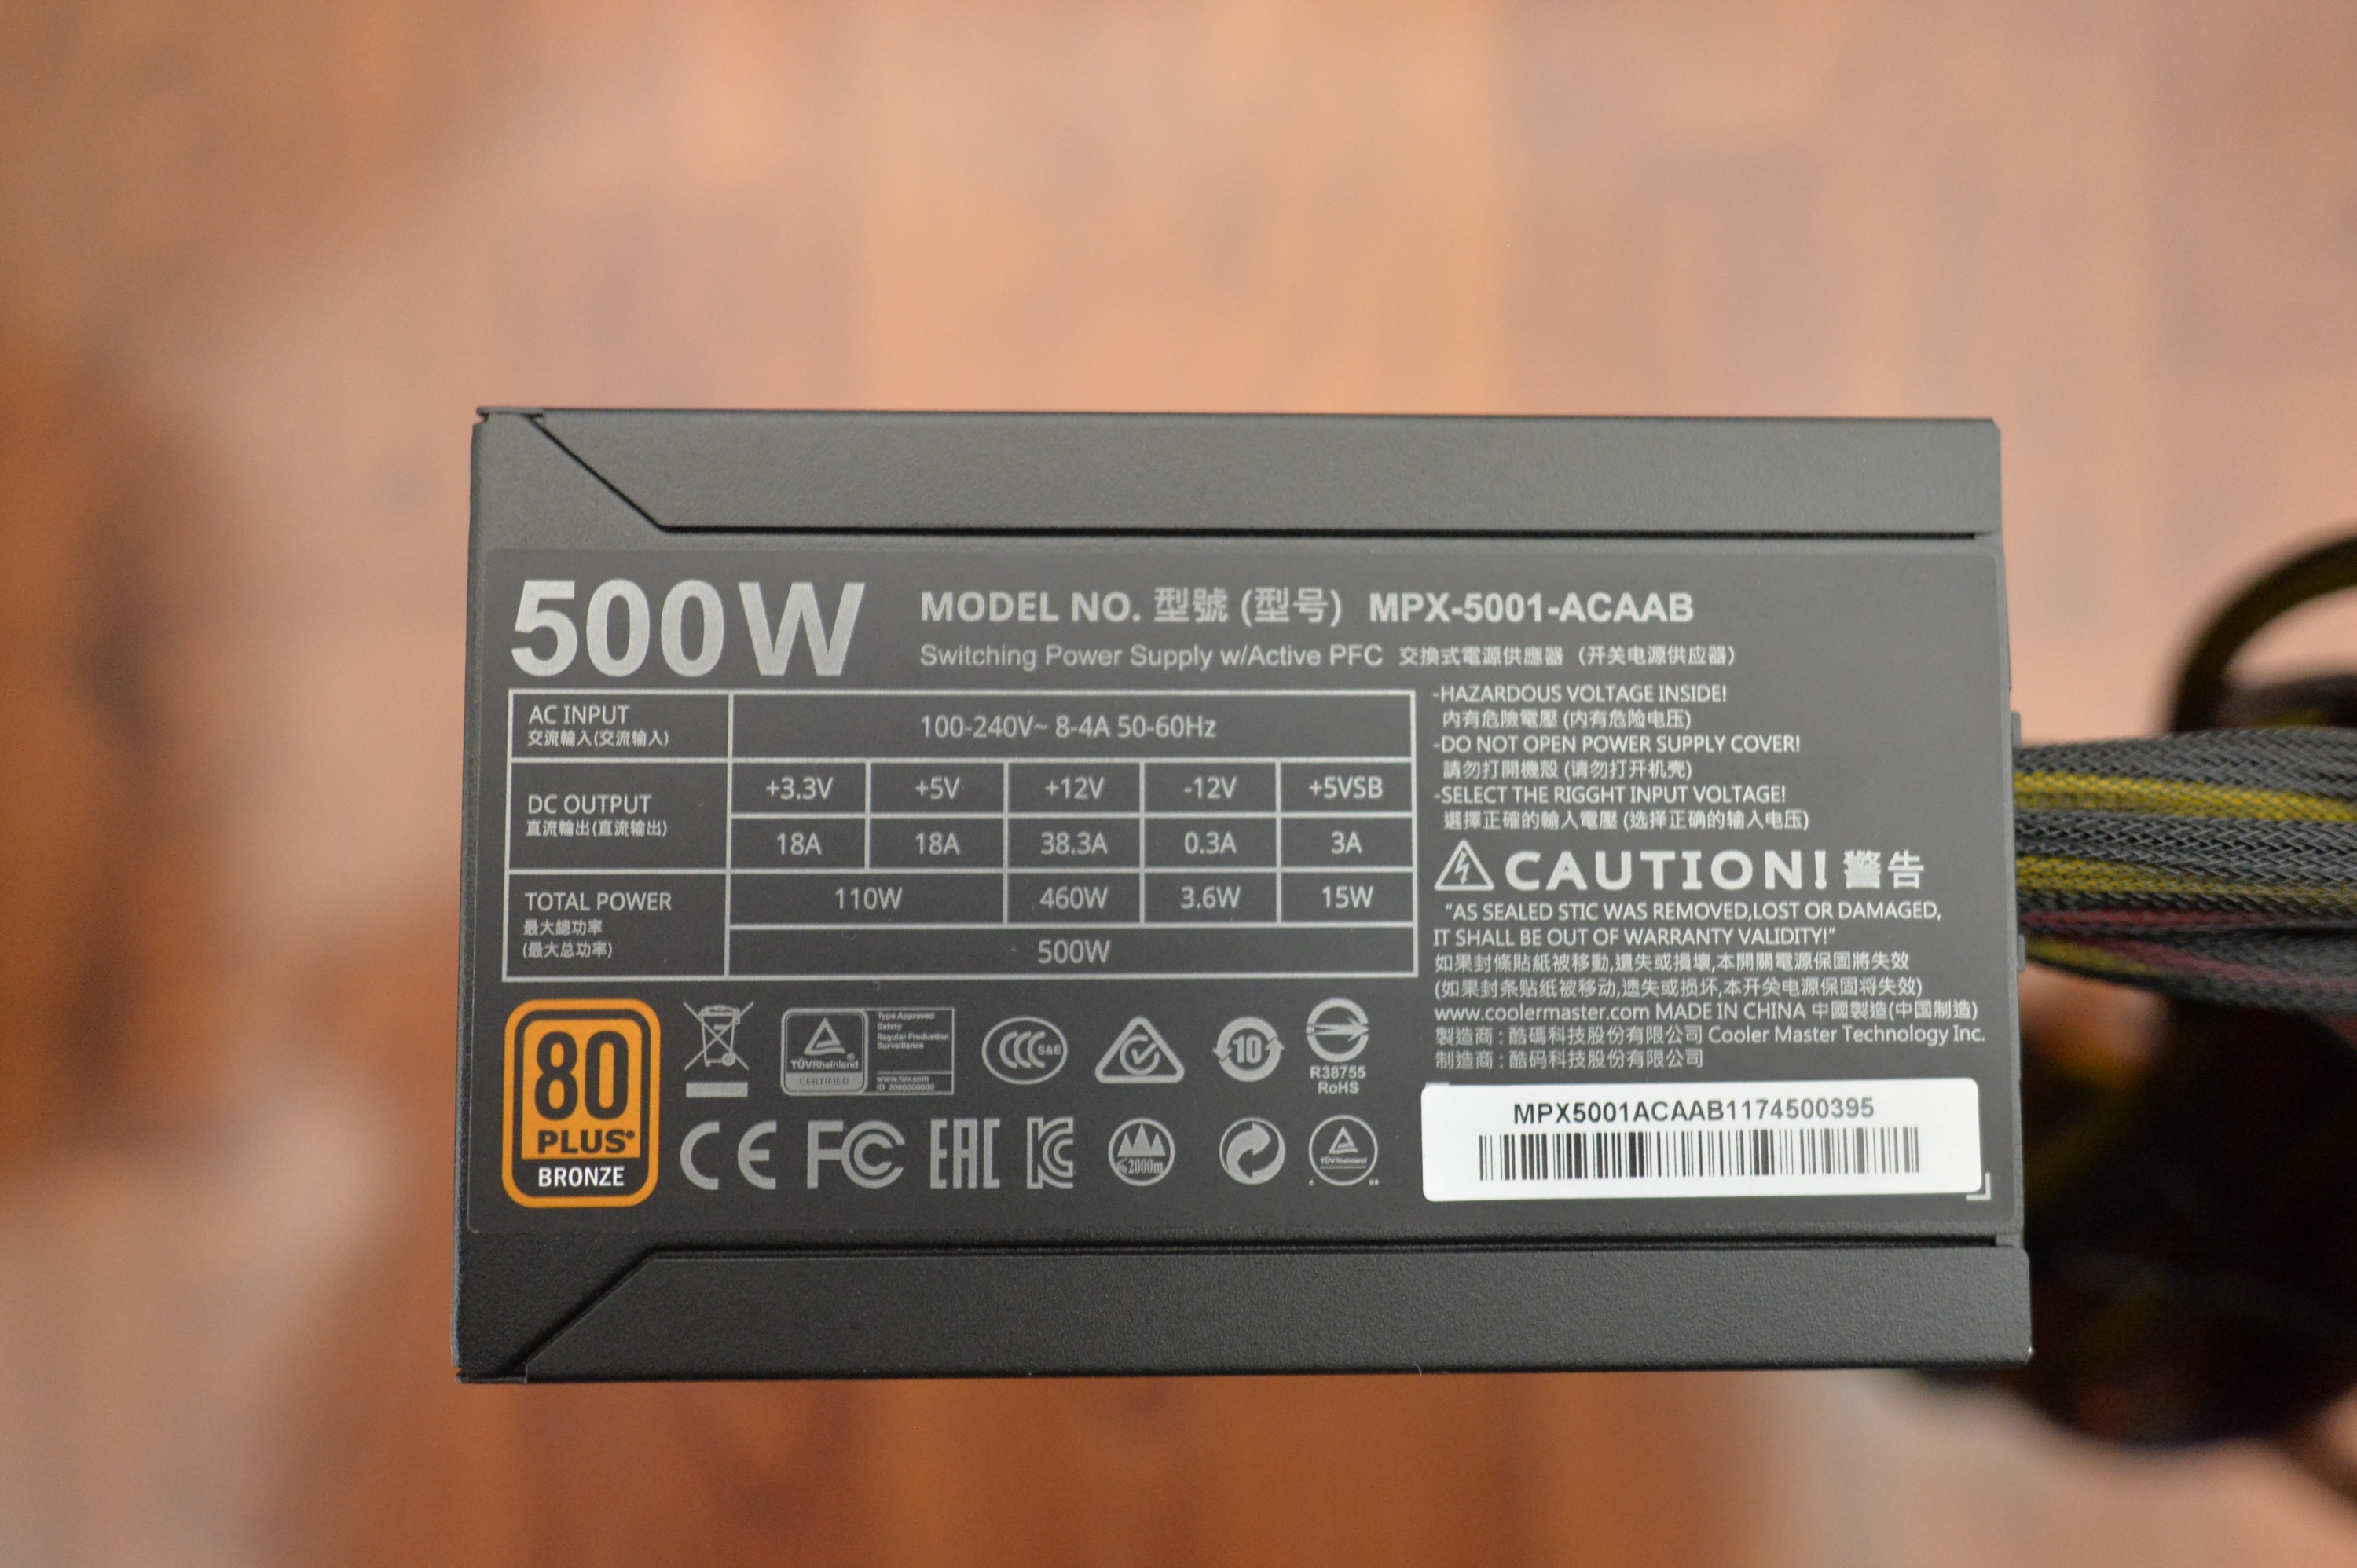 500W
MODEL NO. 型號 (型号) MPX-5001-ACAAB
Switching Power Supply w/Active PFC 交換式電源供應器 (开关电源供应器)
AC INPUT
交流輸入(交流输入)
100-240V~ 8-4A 50-60Hz
DC OUTPUT
直流輸出(直流输出)
+3.3V +5V +12V -12V +5VSB
18A 18A 38.3A 0.3A 3A
TOTAL POWER
最大總功率
(最大总功率)
110W 460W 3.6W 15W
500W
-HAZARDOUS VOLTAGE INSIDE!
內有危險電壓 (内有危险电压)
-DO NOT OPEN POWER SUPPLY COVER!
請勿打開機殼 (请勿打开机壳)
-SELECT THE RIGGHT INPUT VOLTAGE!
選擇正確的輸入電壓 (选择正确的输入电压)
CAUTION! 警告
"AS SEALED STIC WAS REMOVED,LOST OR DAMAGED,
IT SHALL BE OUT OF WARRANTY VALIDITY!"
如果封條貼紙被移動,遺失或損壞,本開關電源保固將失效
(如果封条贴纸被移动,遗失或损坏,本开关电源保固将失效)
www.coolermaster.com MADE IN CHINA 中國製造(中国制造)
製造商 : 酷碼科技股份有限公司 Cooler Master Technology Inc.
制造商 : 酷码科技股份有限公司
80
PLUS
BRONZE
TÜVRheinland
CERTIFIED
Type Approved
Safety
Regular Production
Surveillance
www.tuv.com
ID 2000000000
CCC S&E
10
R38755
RoHS
CE FC EAC KC
≤2000m
TÜVRheinland
MPX5001ACAAB1174500395